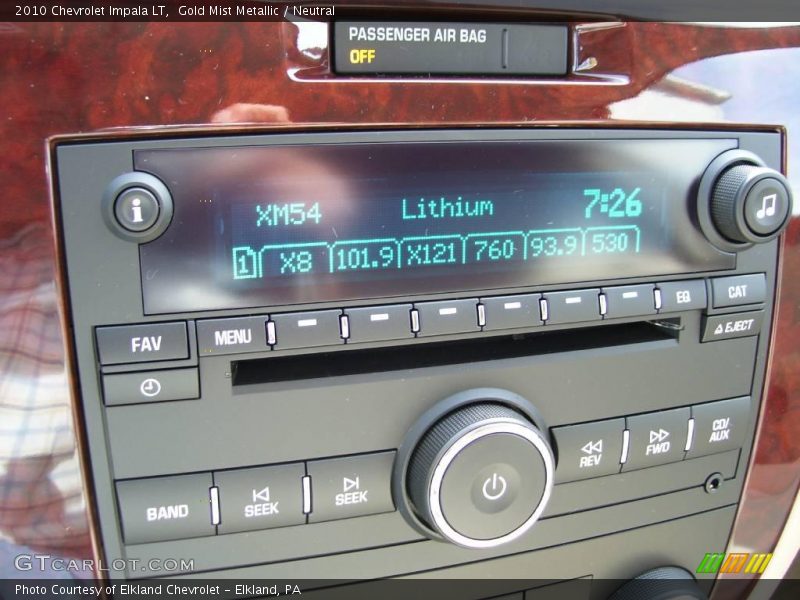 2010 Chevrolet Impala LT,  Gold Mist Metallic / Neutral
PASSENGER AIR BAG
OFF
i
XM54 Lithium 7:26
1 X8 101.9 X121 760 93.9 530
FAV MENU EQ CAT
EJECT
BAND SEEK SEEK REV FWD CD/
AUX
GTCARLOT.COM
Photo Courtesy of Elkland Chevrolet - Elkland, PA